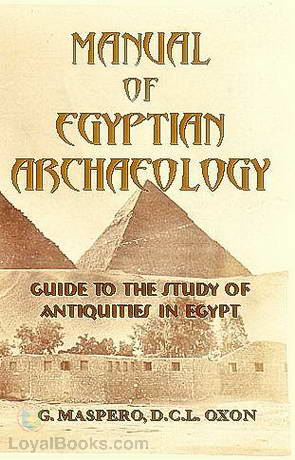 MANUAL
OF
EGYPTIAN
ARCHAEOLOGY
GUIDE TO THE STUDY OF
ANTIQUITIES IN EGYPT
G. MASPERO, D.C.L. OXON
LoyalBooks.com